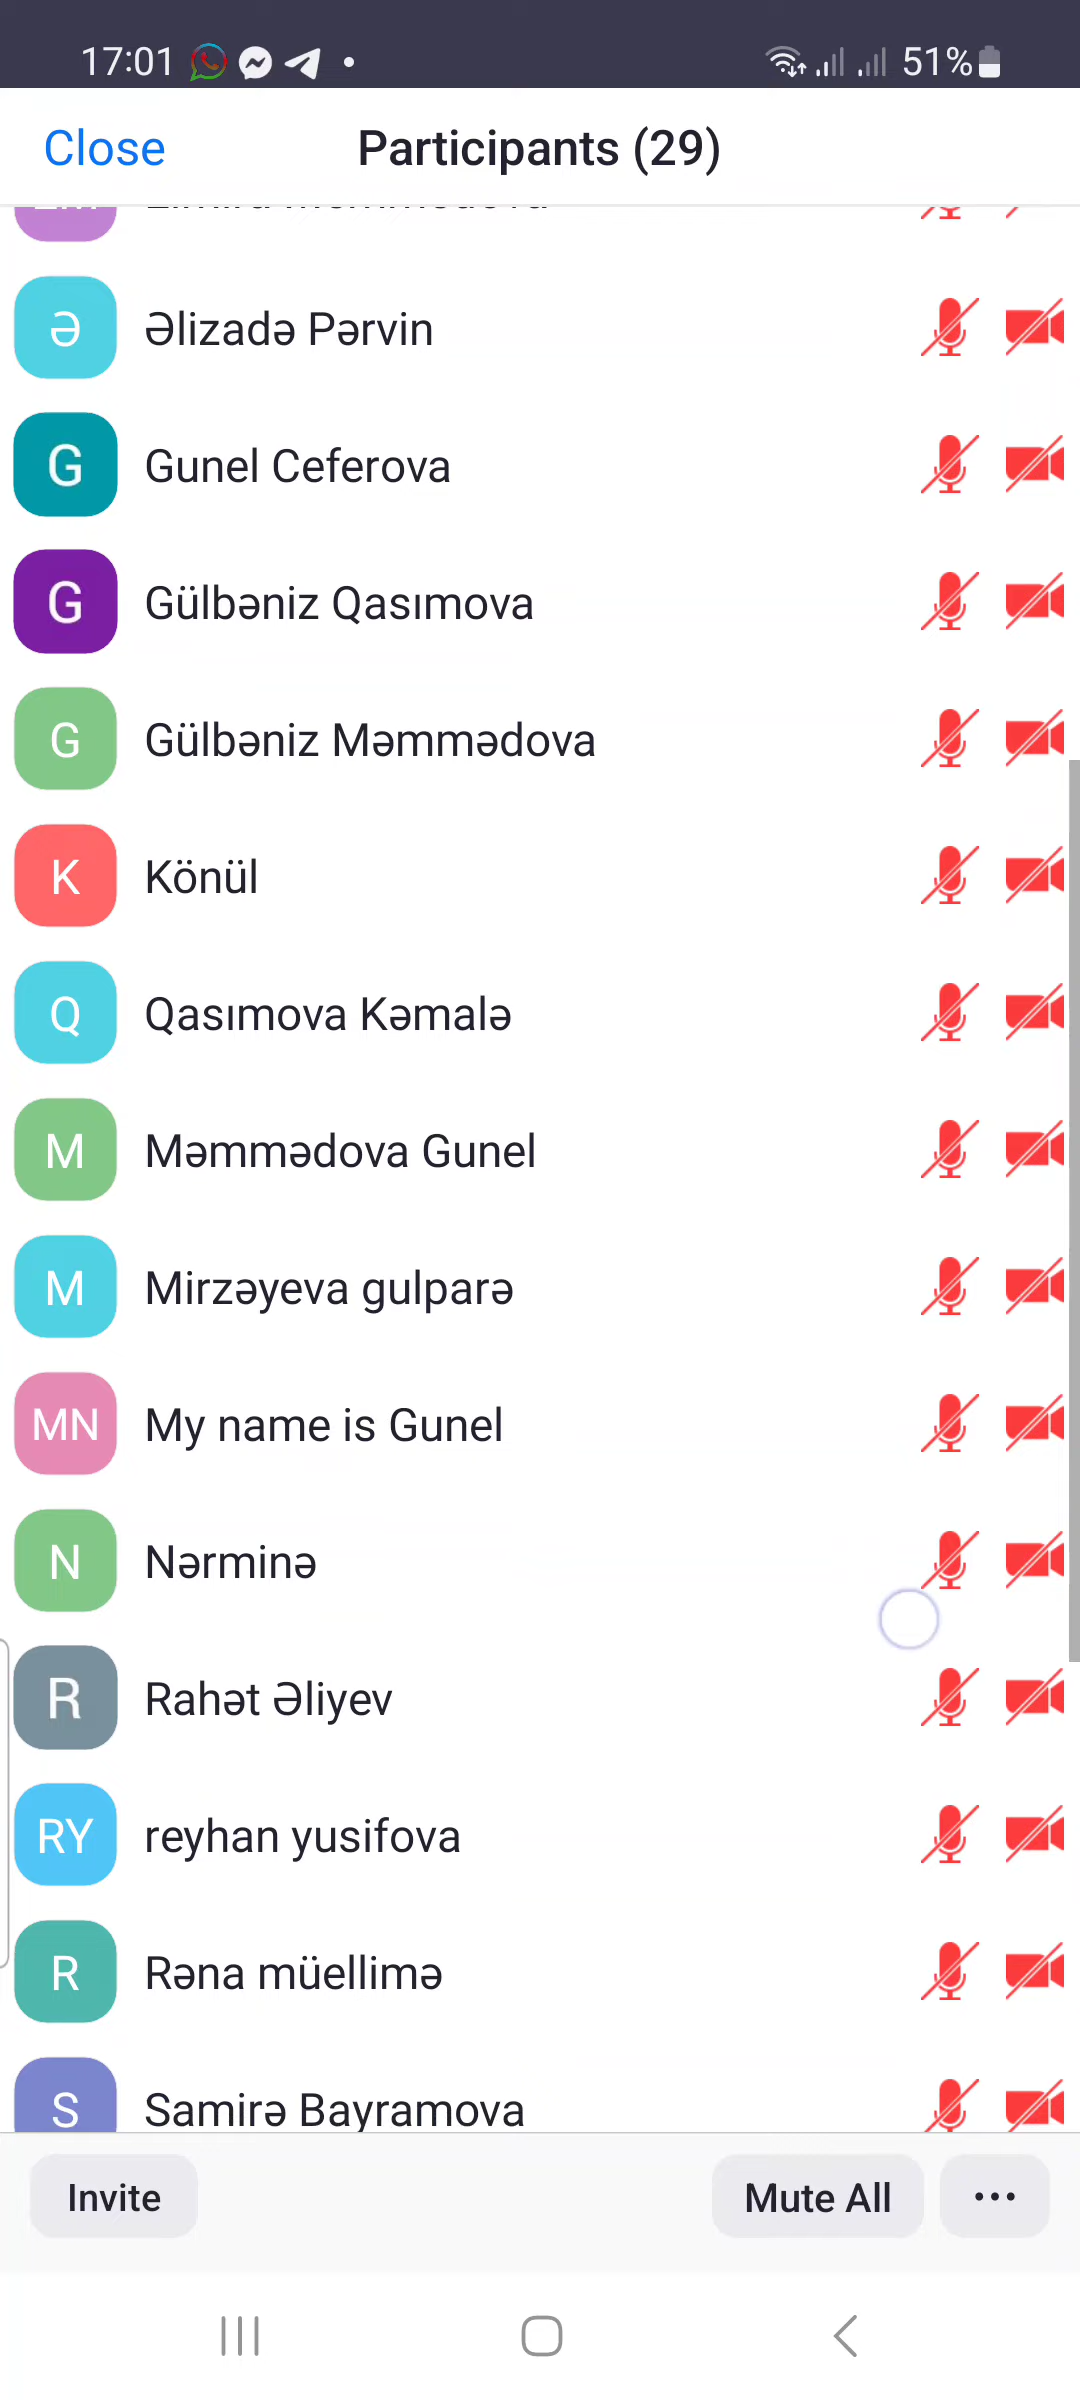 17:01
51%
Close
Participants (29)
Ə
Əlizadə Pərvin
G
Gunel Ceferova
G
Gülbəniz Qasımova
G
Gülbəniz Məmmədova
K
Könül
Q
Qasımova Kəmalə
M
Məmmədova Gunel
M
Mirzəyeva gulparə
MN
My name is Gunel
N
Nərminə
R
Rahət Əliyev
RY
reyhan yusifova
R
Rəna müellimə
S
Samirə Bayramova
Invite
Mute All